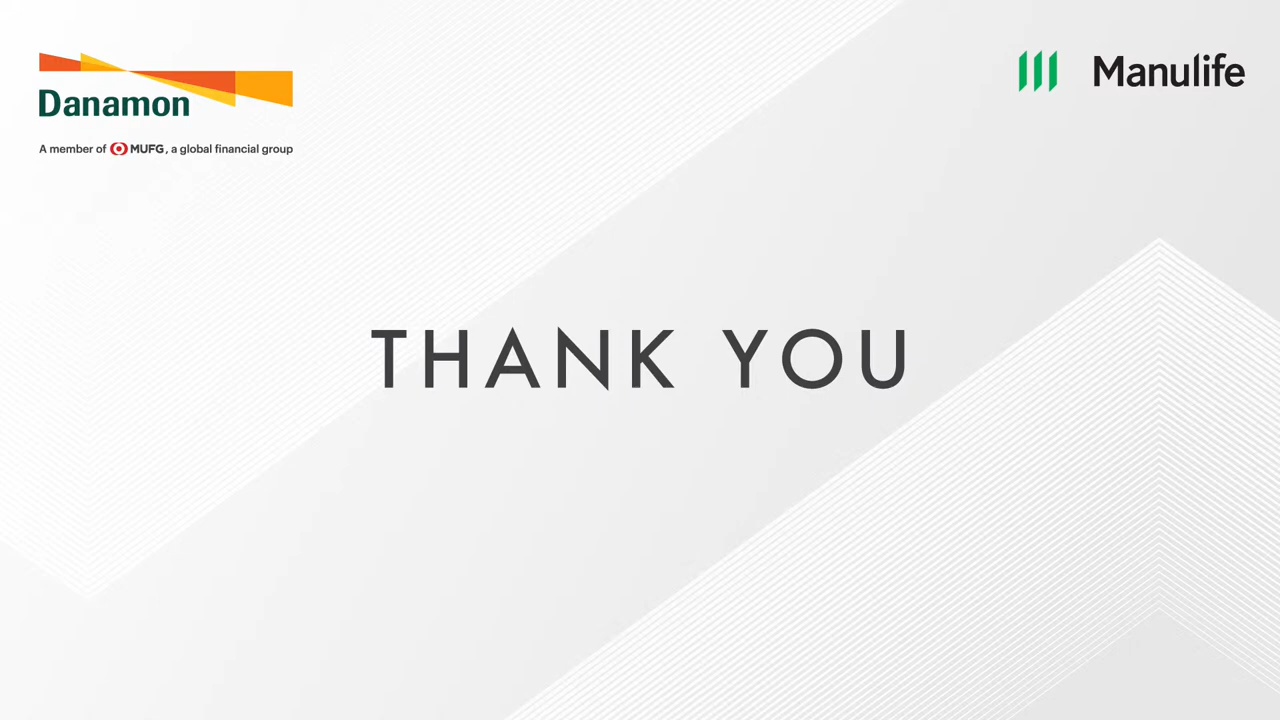 Danamon
A member of MUFG, a global financial group
Manulife
THANK YOU